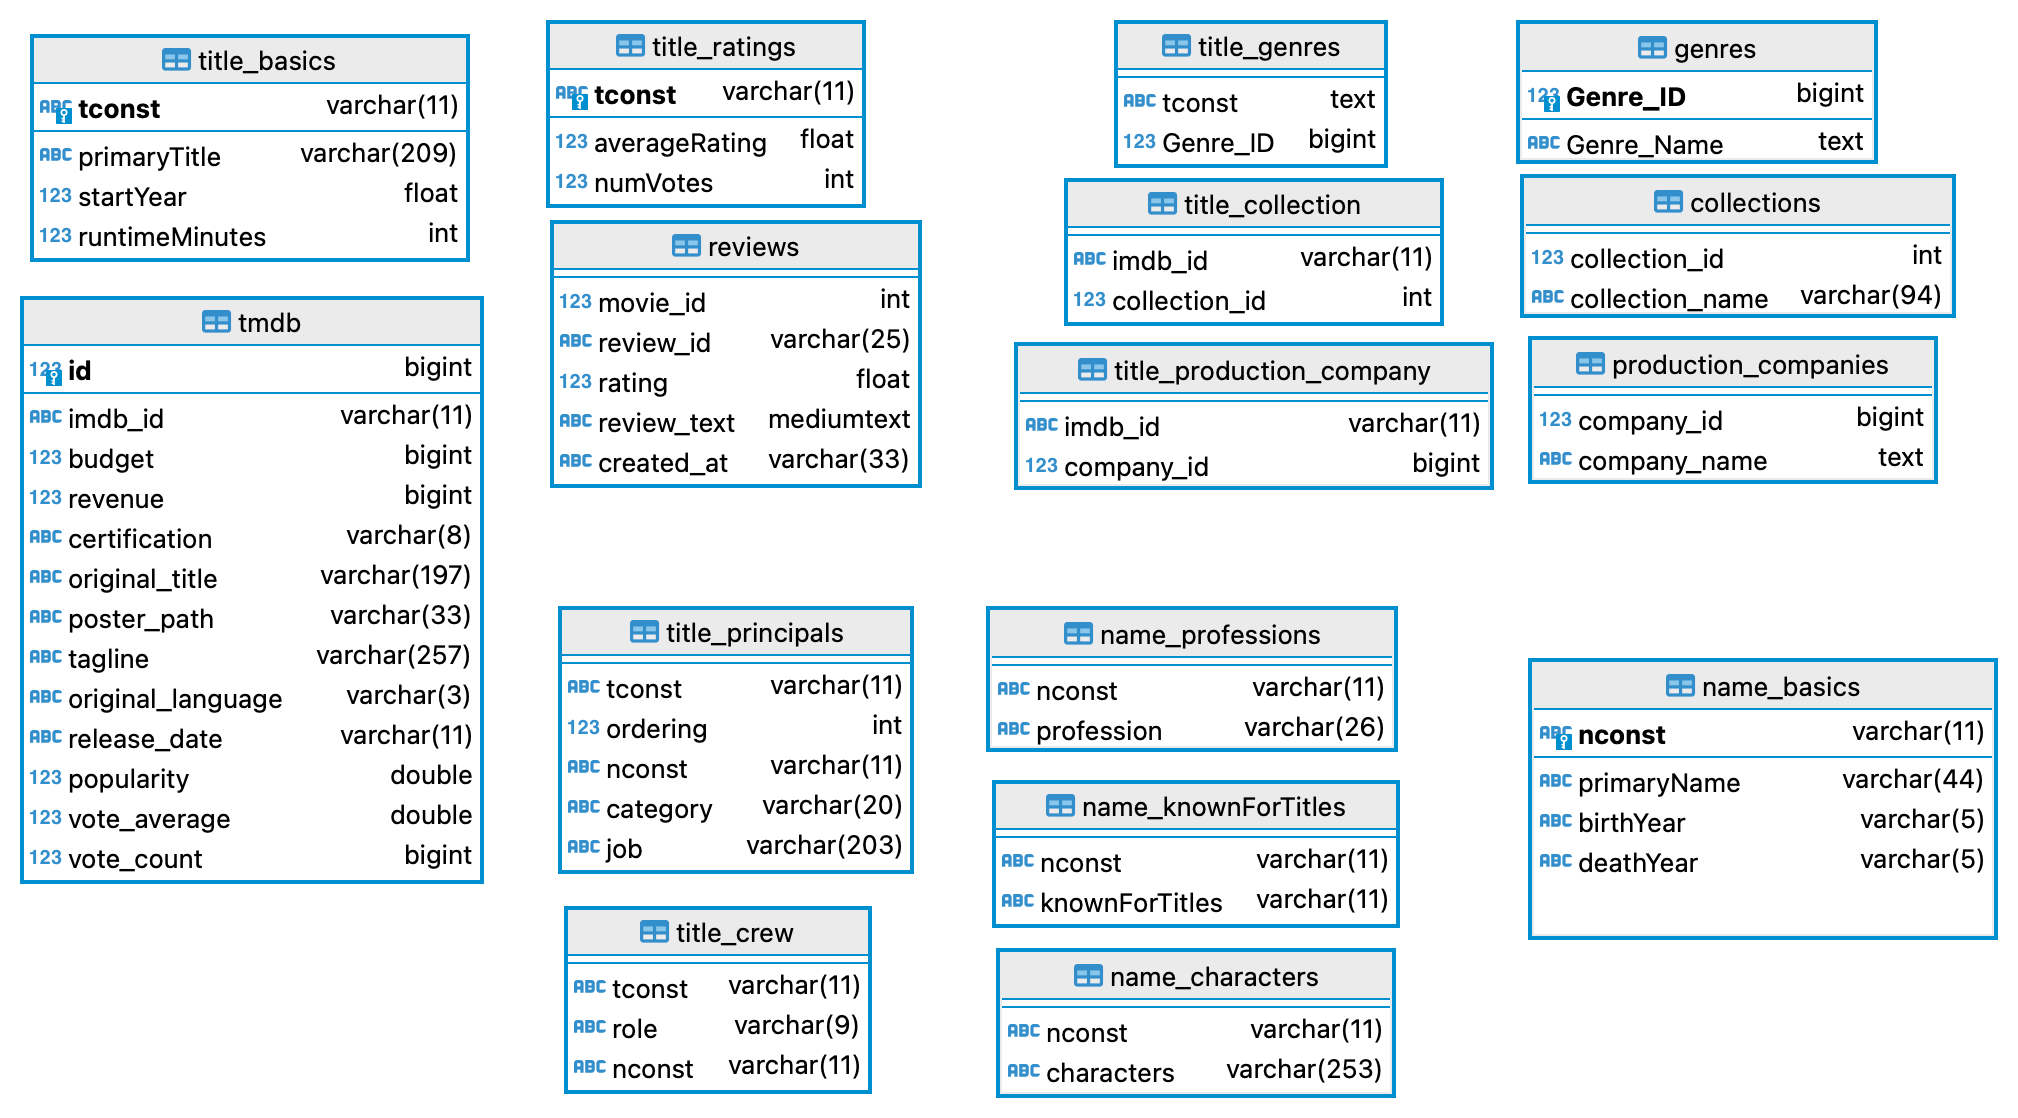 title_basics
ABC tconst varchar(11)
ABC primaryTitle varchar(209)
123 startYear float
123 runtimeMinutes int
tmdb
123 id bigint
ABC imdb_id varchar(11)
123 budget bigint
123 revenue bigint
ABC certification varchar(8)
ABC original_title varchar(197)
ABC poster_path varchar(33)
ABC tagline varchar(257)
ABC original_language varchar(3)
ABC release_date varchar(11)
123 popularity double
123 vote_average double
123 vote_count bigint
title_ratings
ABC tconst varchar(11)
123 averageRating float
123 numVotes int
reviews
123 movie_id int
ABC review_id varchar(25)
123 rating float
ABC review_text mediumtext
ABC created_at varchar(33)
title_principals
ABC tconst varchar(11)
123 ordering int
ABC nconst varchar(11)
ABC category varchar(20)
ABC job varchar(203)
title_crew
ABC tconst varchar(11)
ABC role varchar(9)
ABC nconst varchar(11)
title_genres
ABC tconst text
123 Genre_ID bigint
title_collection
ABC imdb_id varchar(11)
123 collection_id int
title_production_company
ABC imdb_id varchar(11)
123 company_id bigint
name_professions
ABC nconst varchar(11)
ABC profession varchar(26)
name_knownForTitles
ABC nconst varchar(11)
ABC knownForTitles varchar(11)
name_characters
ABC nconst varchar(11)
ABC characters varchar(253)
genres
123 Genre_ID bigint
ABC Genre_Name text
collections
123 collection_id int
ABC collection_name varchar(94)
production_companies
123 company_id bigint
ABC company_name text
name_basics
ABC nconst varchar(11)
ABC primaryName varchar(44)
ABC birthYear varchar(5)
ABC deathYear varchar(5)